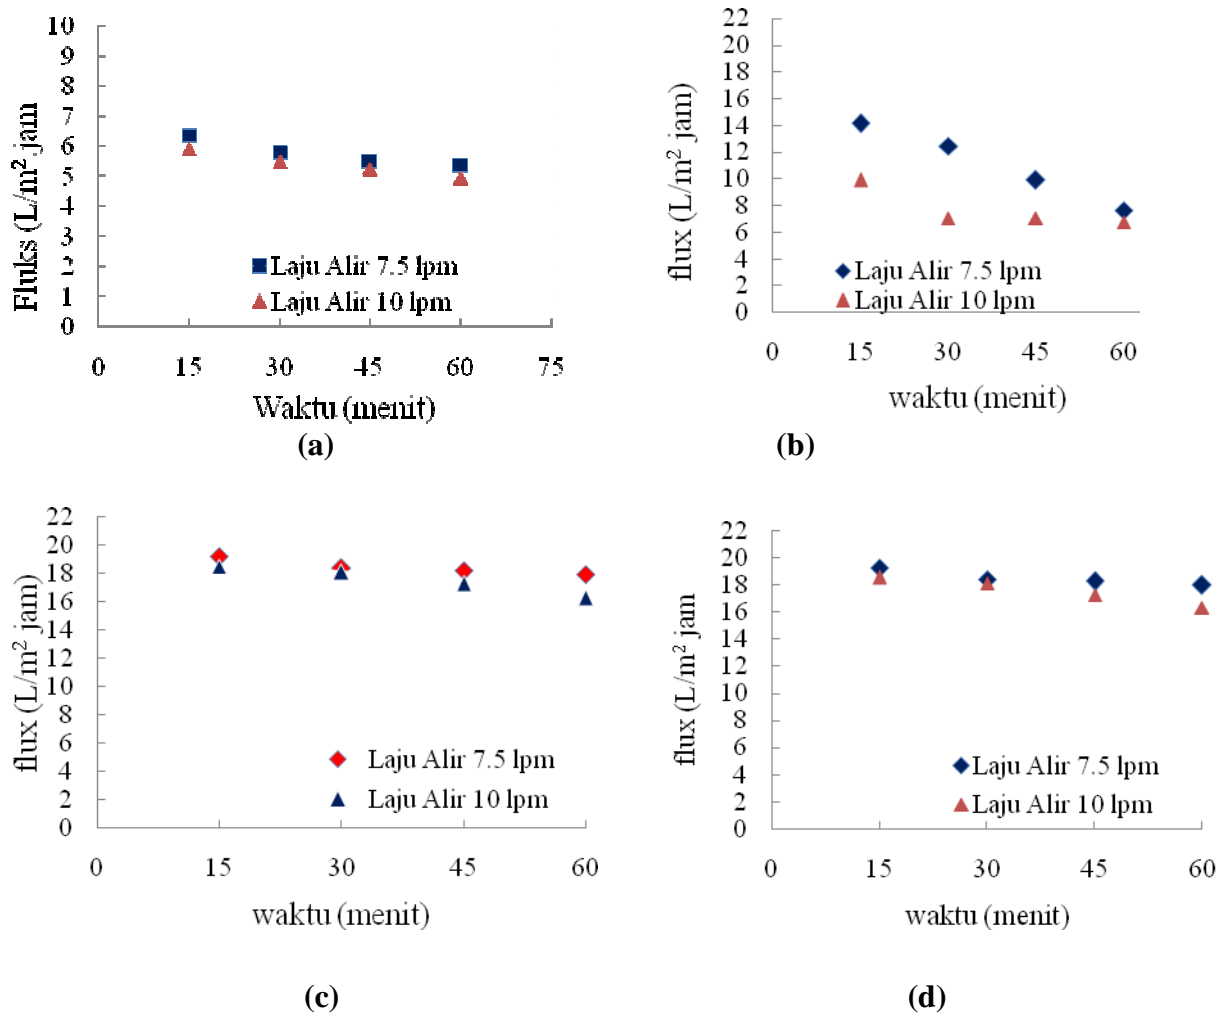 10
9
8
7
6
5
4
3
2
1
0
Fluks (L/m² jam)
Laju Alir 7.5 lpm
Laju Alir 10 lpm
0 15 30 45 60 75
Waktu (menit)
(a)
22
20
18
16
14
12
10
8
6
4
2
0
flux (L/m² jam)
Laju Alir 7.5 lpm
Laju Alir 10 lpm
0 15 30 45 60
waktu (menit)
(b)
22
20
18
16
14
12
10
8
6
4
2
0
flux (L/m² jam)
Laju Alir 7.5 lpm
Laju Alir 10 lpm
0 15 30 45 60
waktu (menit)
(c)
22
20
18
16
14
12
10
8
6
4
2
0
flux (L/m² jam
Laju Alir 7.5 lpm
Laju Alir 10 lpm
0 15 30 45 60
waktu (menit)
(d)